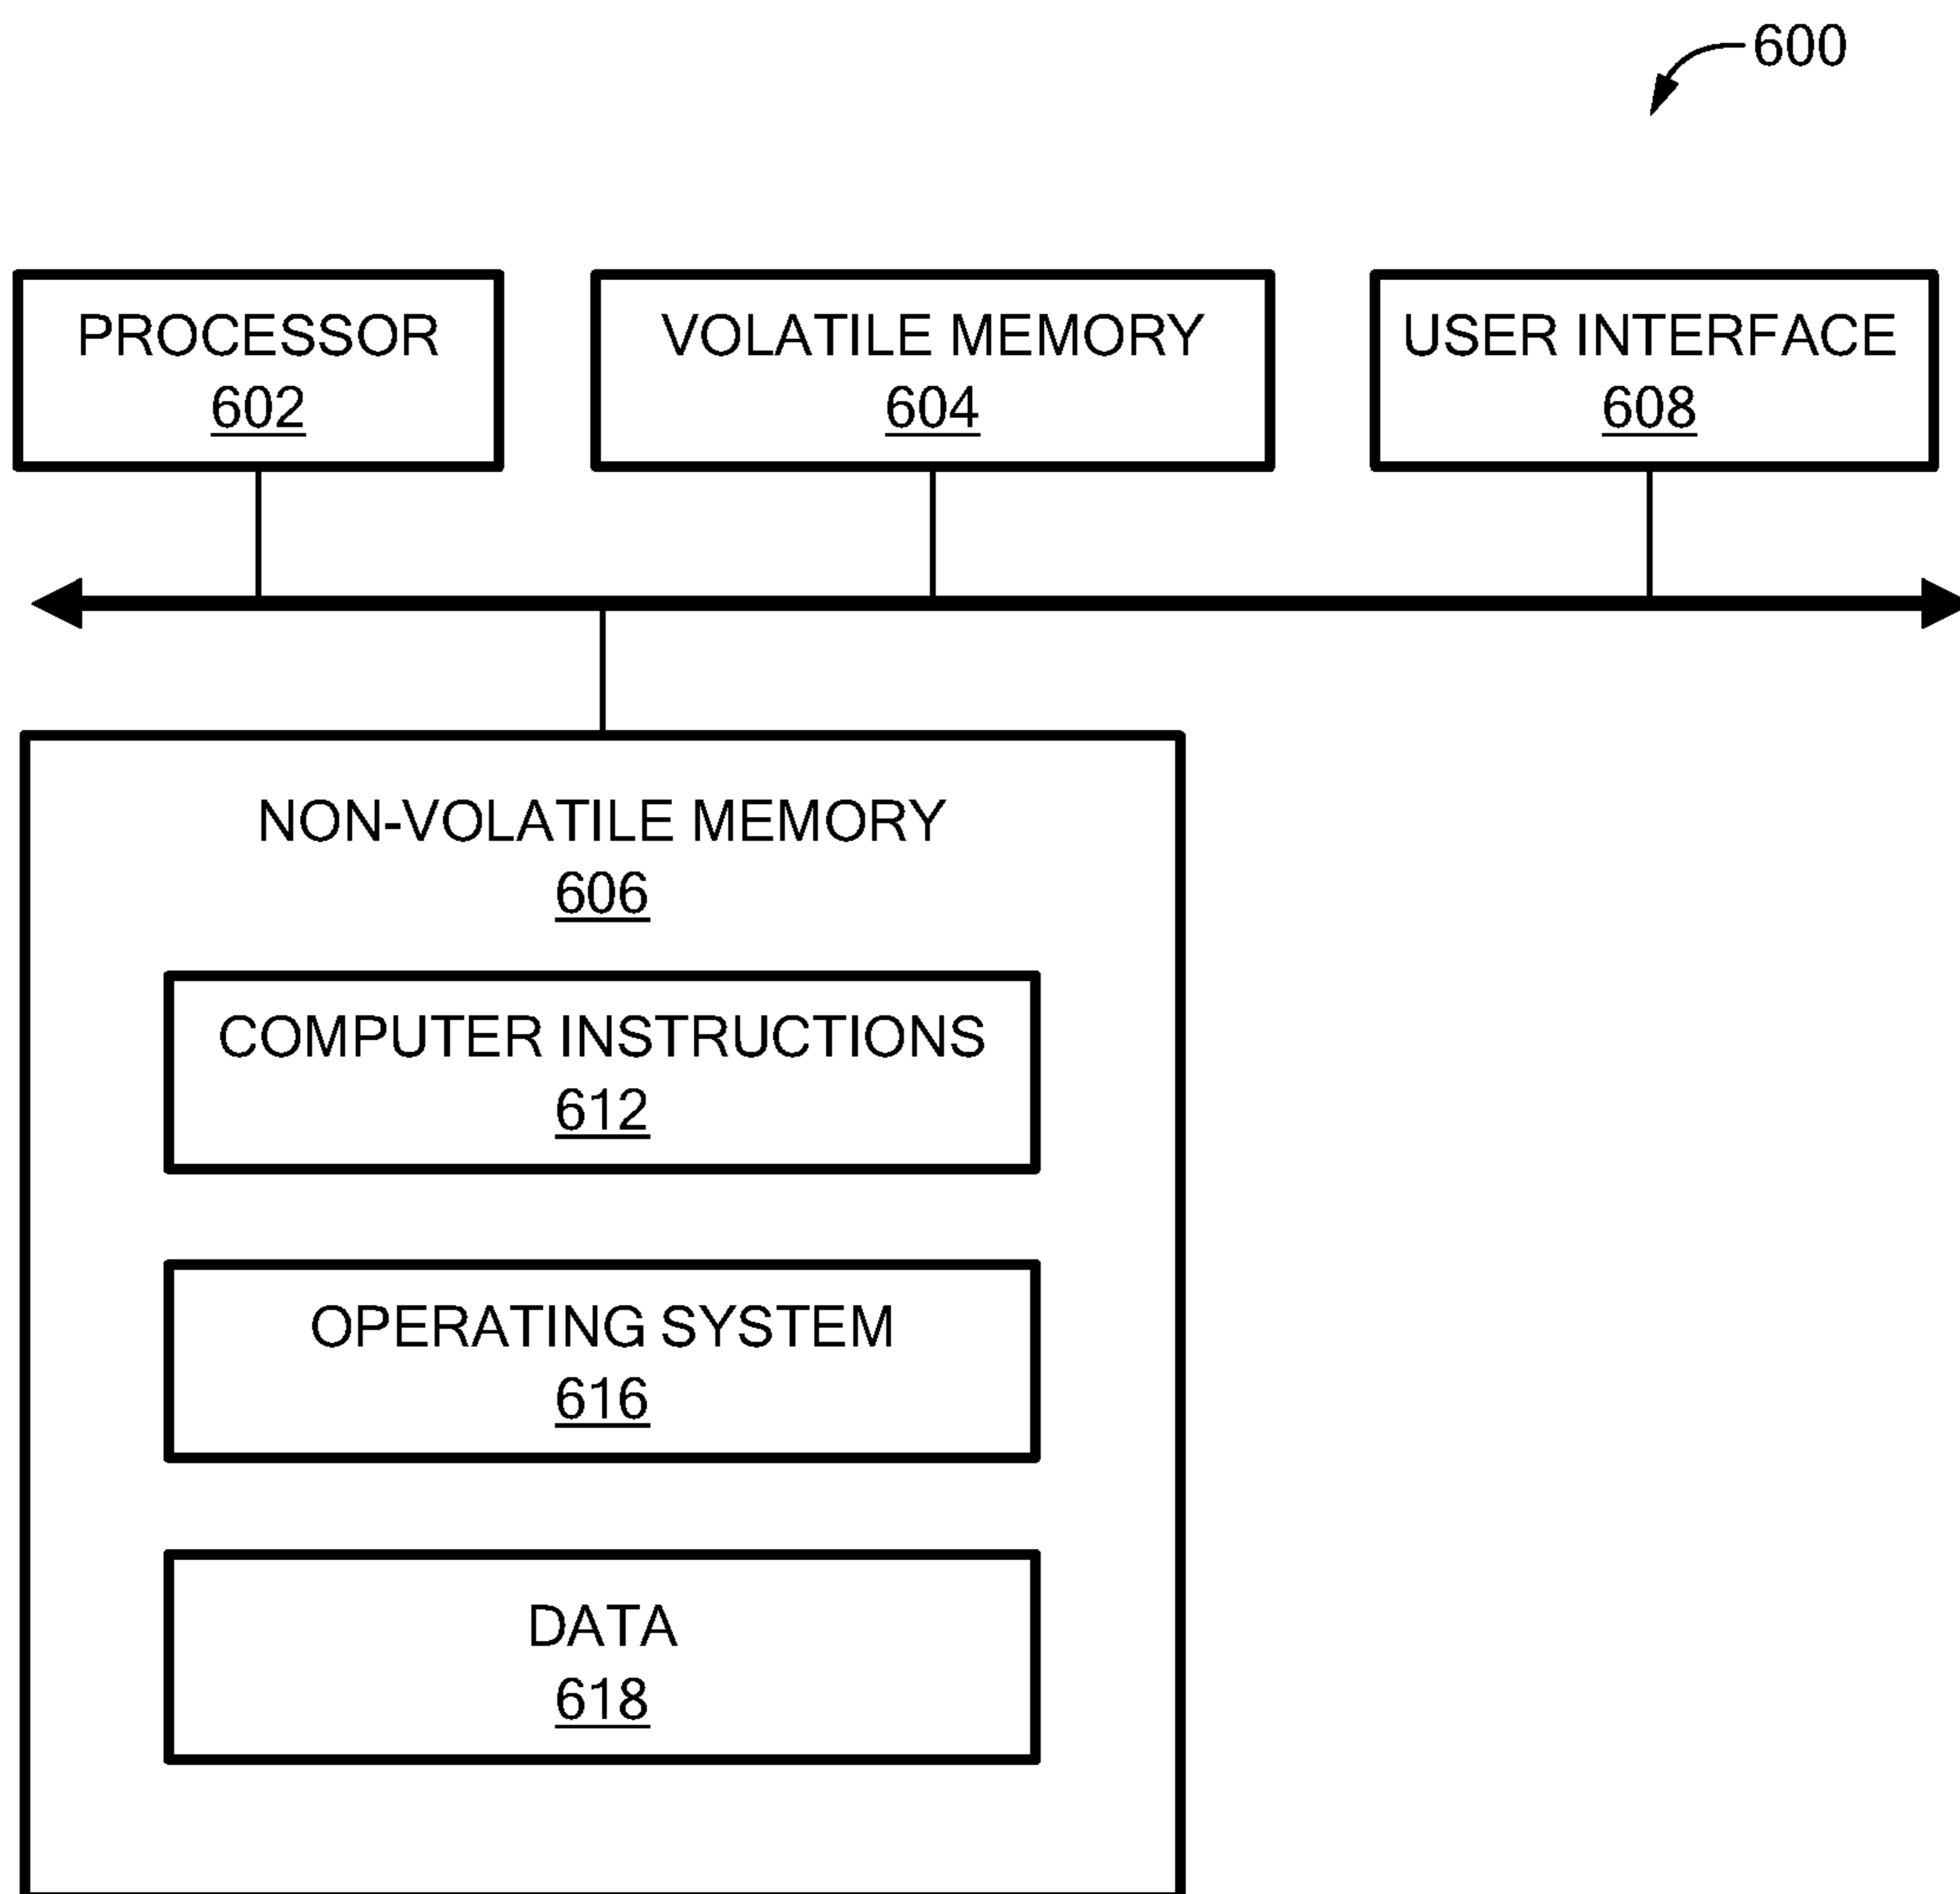 600
PROCESSOR
602
VOLATILE MEMORY
604
USER INTERFACE
608
NON-VOLATILE MEMORY
606
COMPUTER INSTRUCTIONS
612
OPERATING SYSTEM
616
DATA
618